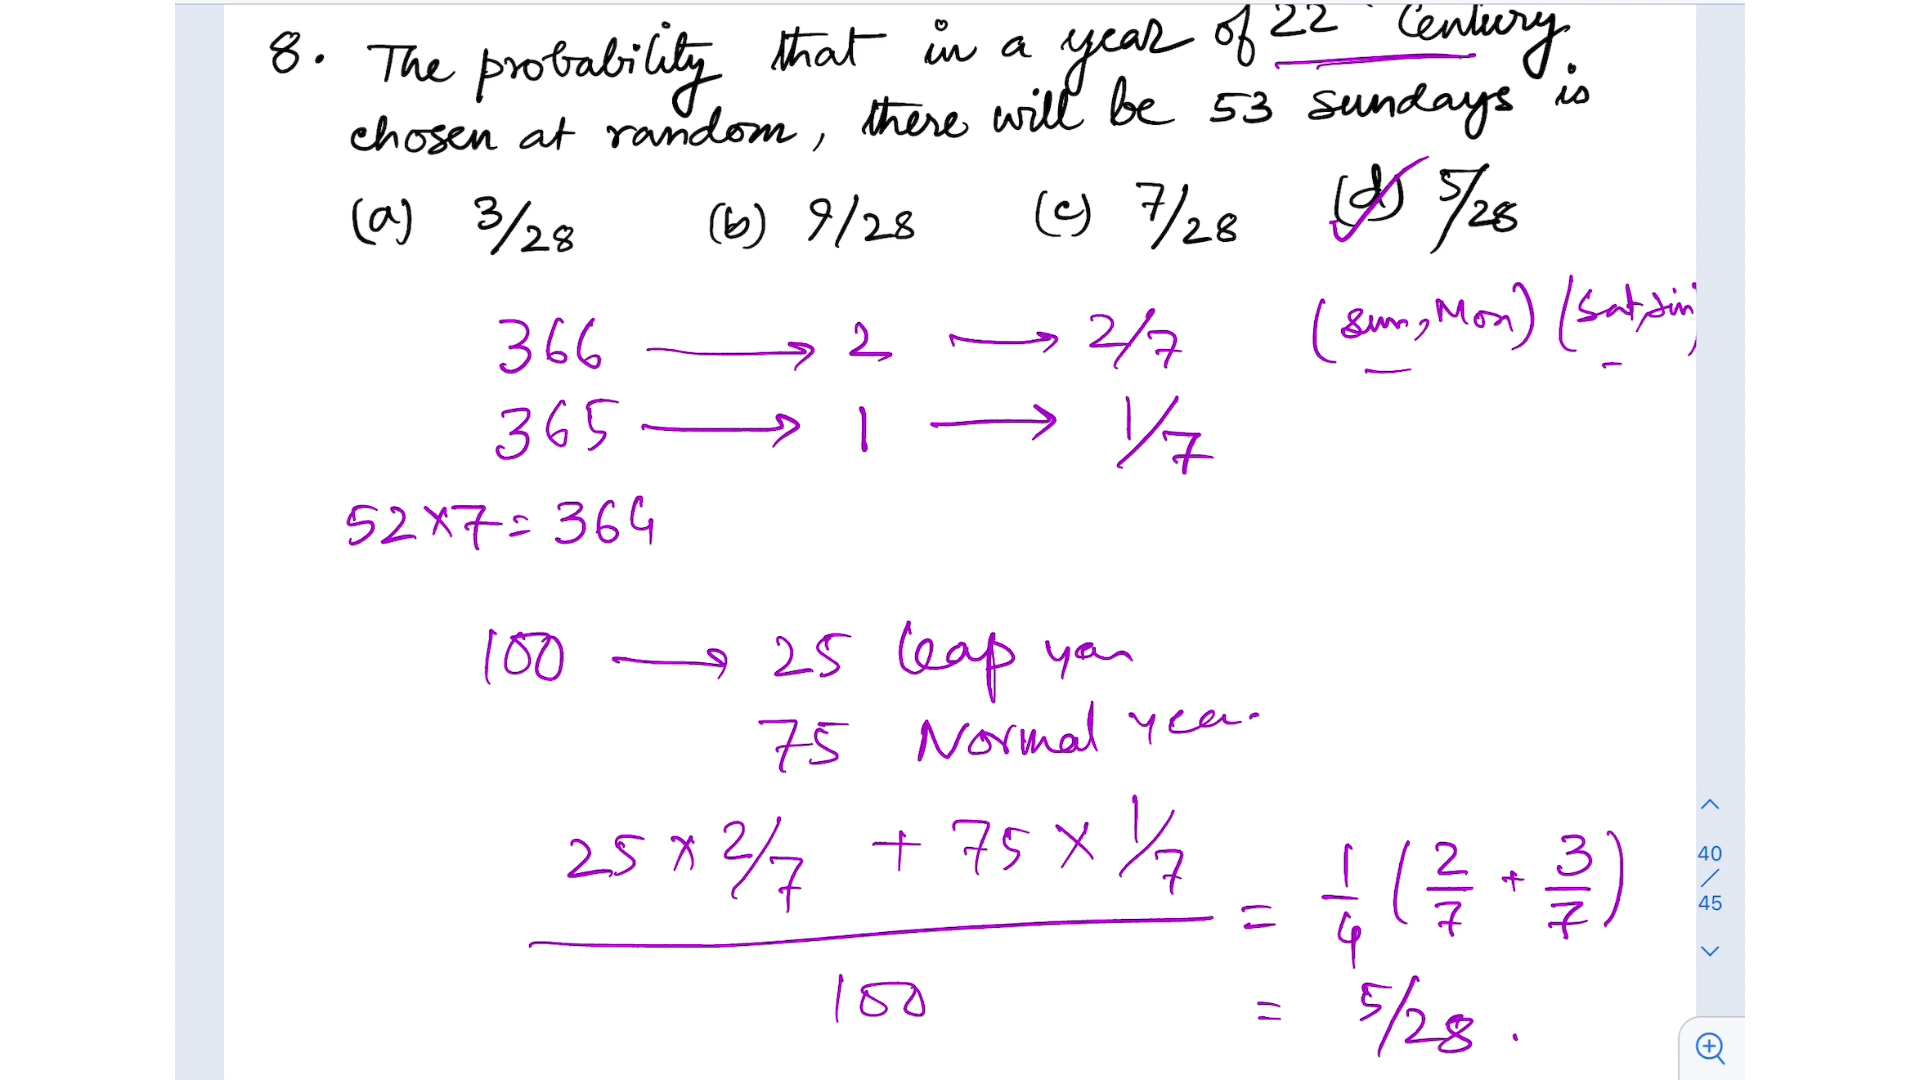 8. The probability that in a year of 22 Century
chosen at random, there will be 53 sundays is
(a) 3/28 (b) 9/28 (c) 7/28 (d) 5/28
366 → 2 → 2/7 (sun, Mon) (Sat, sun)
365 → 1 → 1/7
52×7 = 364
100 → 25 leap year
75 Normal year
25 × 2/7 + 75 × 1/7
100
= 1/4 (2/7 + 3/7)
= 5/28 .
40
/
45